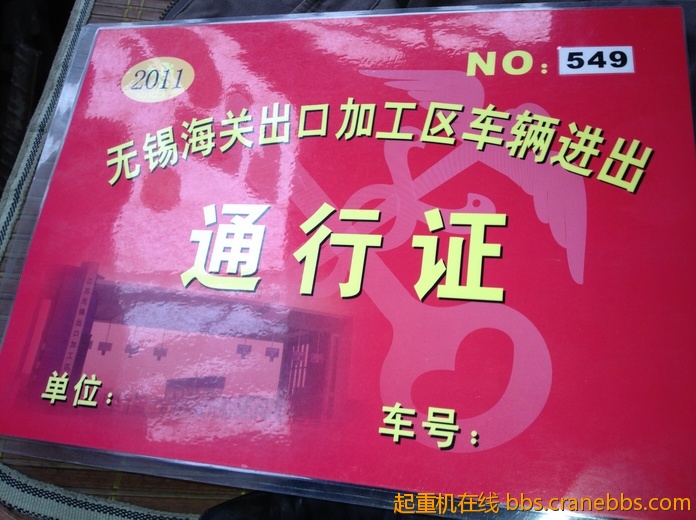 2011
NO：549
无锡海关出口加工区车辆进出
通行证
单位：
车号：
起重机在线 bbs.cranebbs.com